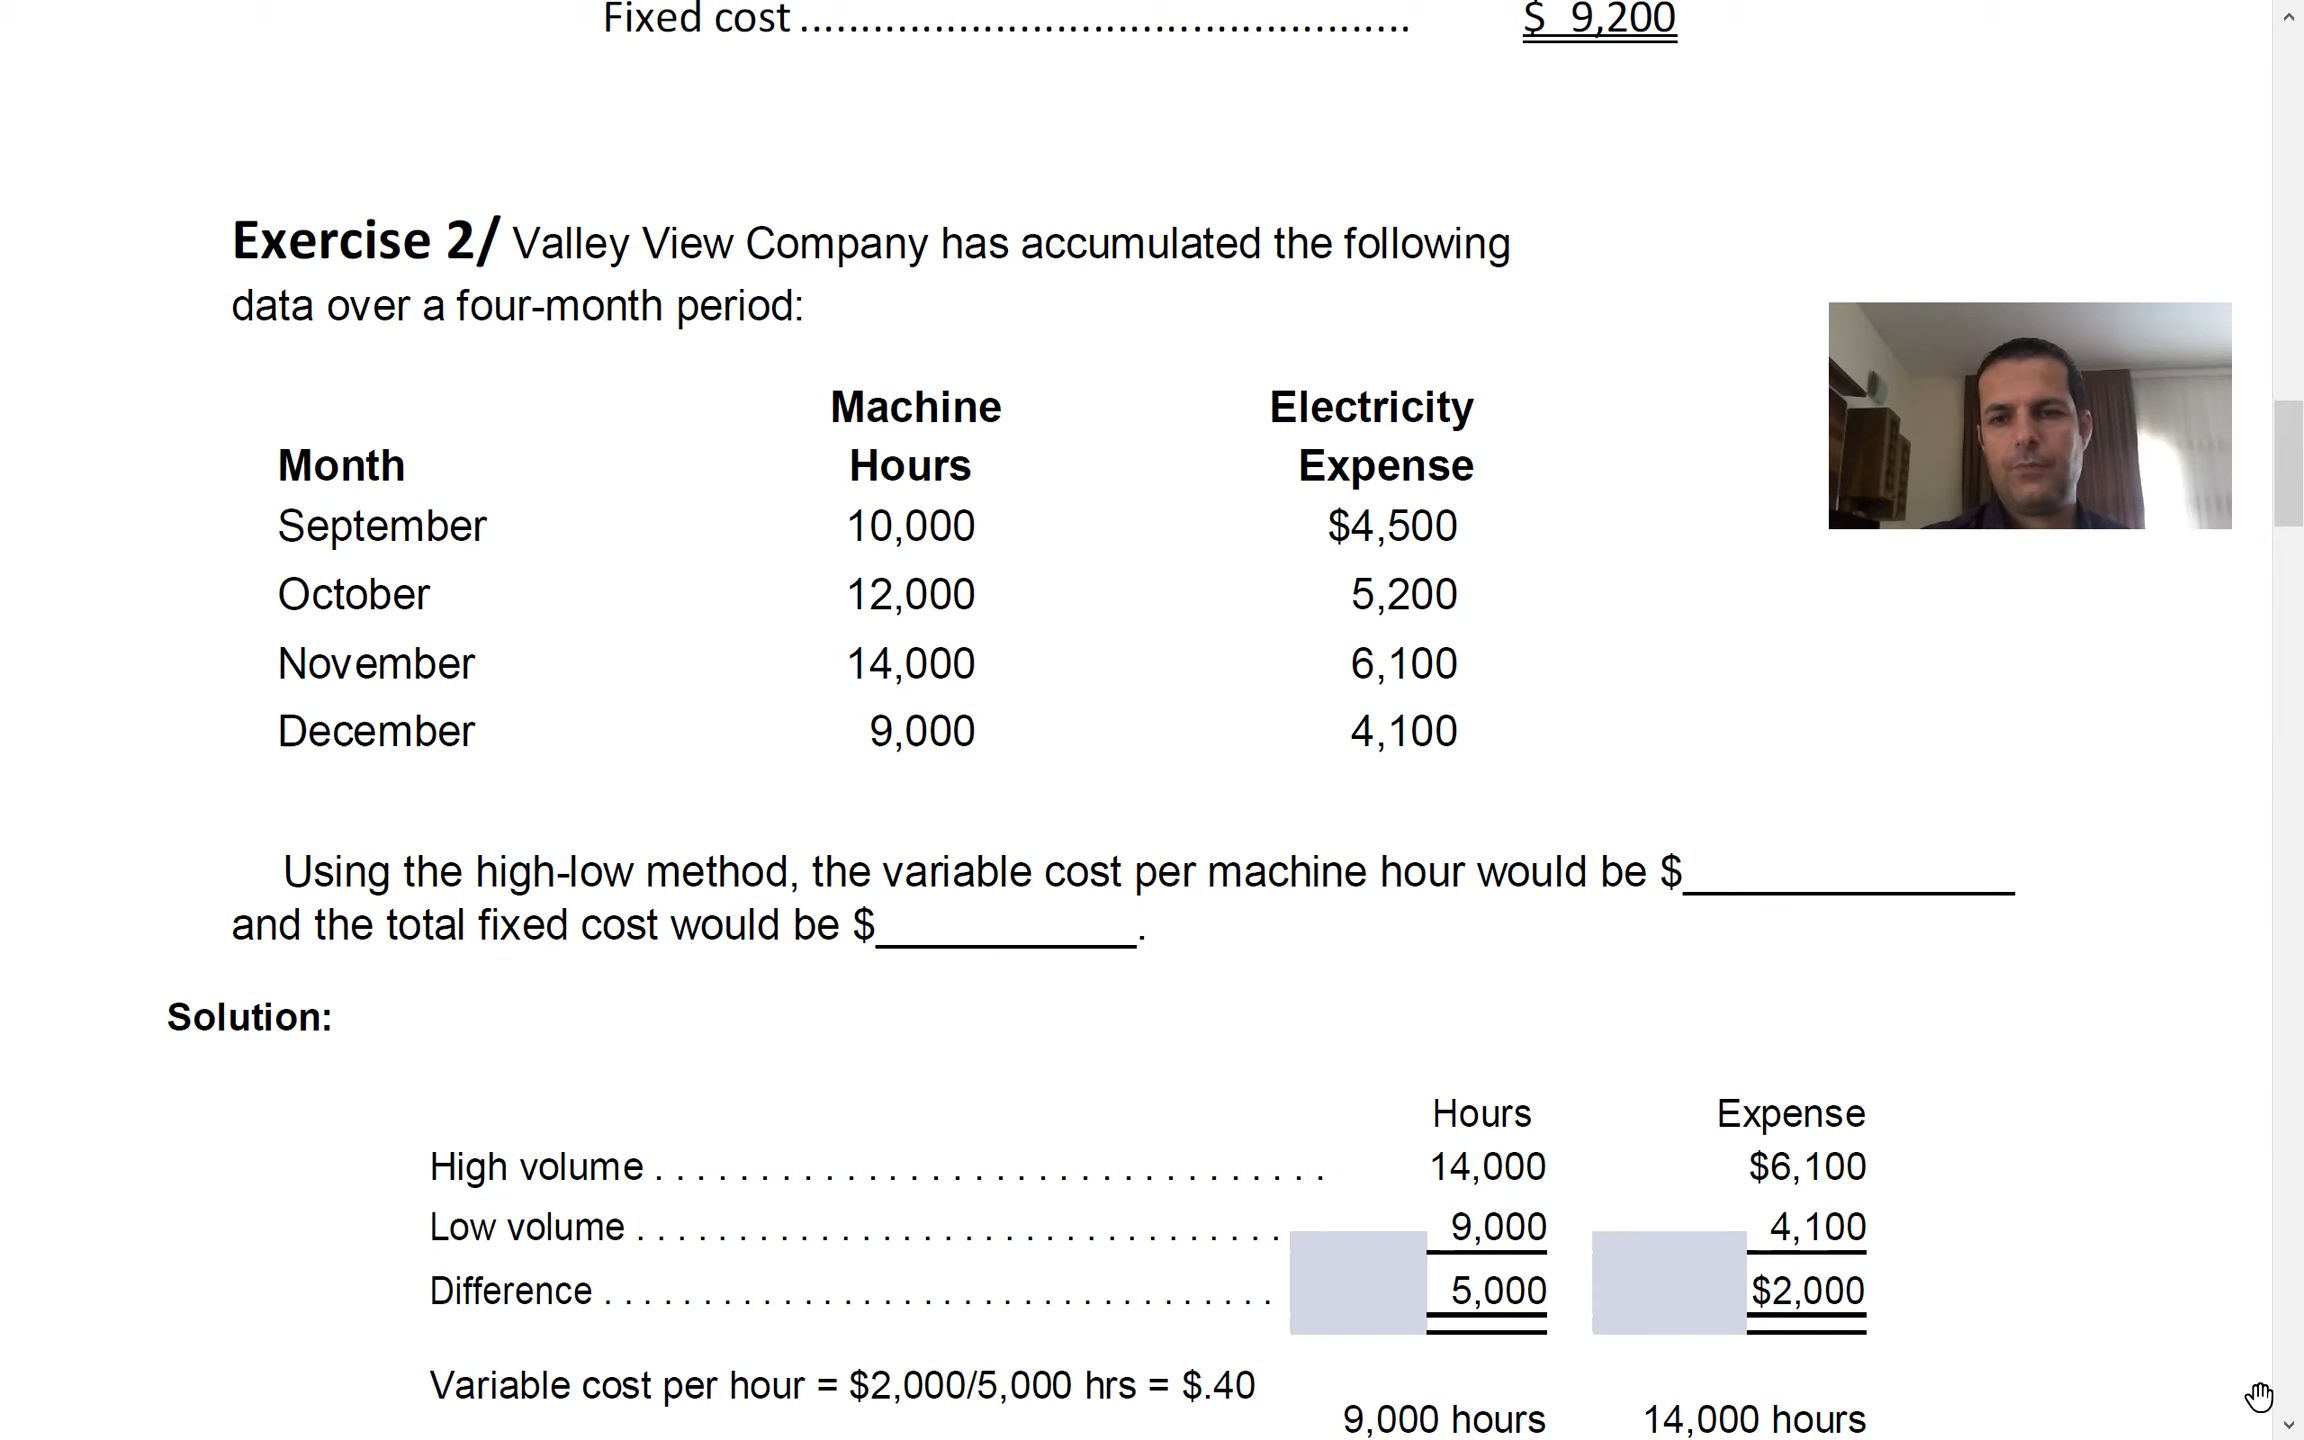 Fixed cost .................................................. $ 9,200
Exercise 2/ Valley View Company has accumulated the following
data over a four-month period:
Machine Electricity
Month Hours Expense
September 10,000 $4,500
October 12,000 5,200
November 14,000 6,100
December 9,000 4,100
Using the high-low method, the variable cost per machine hour would be $______________
and the total fixed cost would be $___________.
Solution:
Hours Expense
High volume . . . . . . . . . . . . . . . . . . . . . . . . . . . . . . . . 14,000 $6,100
Low volume . . . . . . . . . . . . . . . . . . . . . . . . . . . . . . . 9,000 4,100
Difference . . . . . . . . . . . . . . . . . . . . . . . . . . . . . . . . . . 5,000 $2,000
Variable cost per hour = $2,000/5,000 hrs = $.40
9,000 hours 14,000 hours